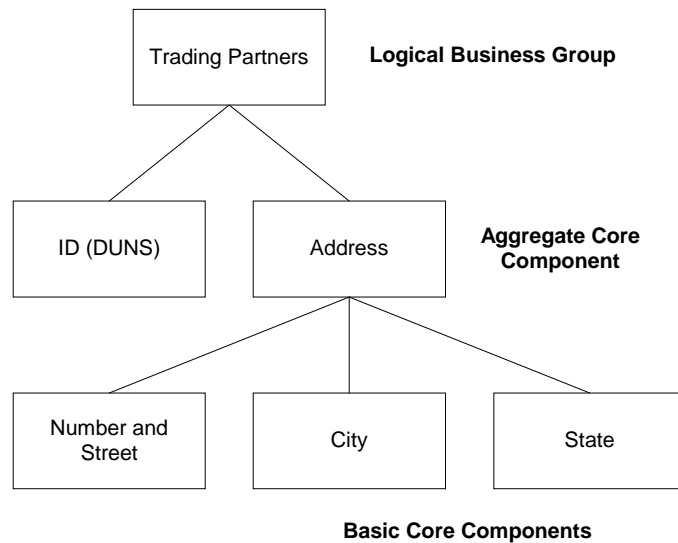 Trading Partners
Logical Business Group
ID (DUNS)
Address
Aggregate Core
Component
Number and
Street
City
State
Basic Core Components